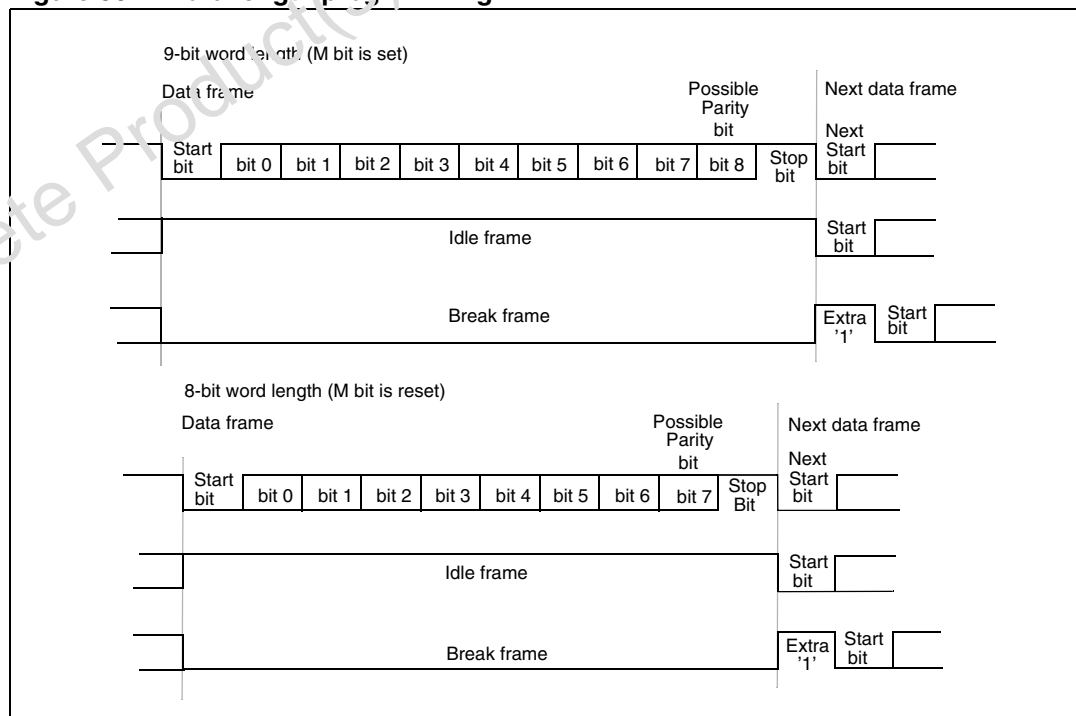 9-bit word length (M bit is set)
Data frame
Possible
Parity
bit
Next data frame
Next
Start
bit
Start
bit
bit 0 bit 1 bit 2 bit 3 bit 4 bit 5 bit 6 bit 7 bit 8
Stop
bit
Idle frame
Start
bit
Break frame
Extra
'1'
Start
bit
8-bit word length (M bit is reset)
Data frame
Possible
Parity
bit
Next data frame
Next
Start
bit
Start
bit
bit 0 bit 1 bit 2 bit 3 bit 4 bit 5 bit 6 bit 7
Stop
Bit
Idle frame
Start
bit
Break frame
Extra
'1'
Start
bit